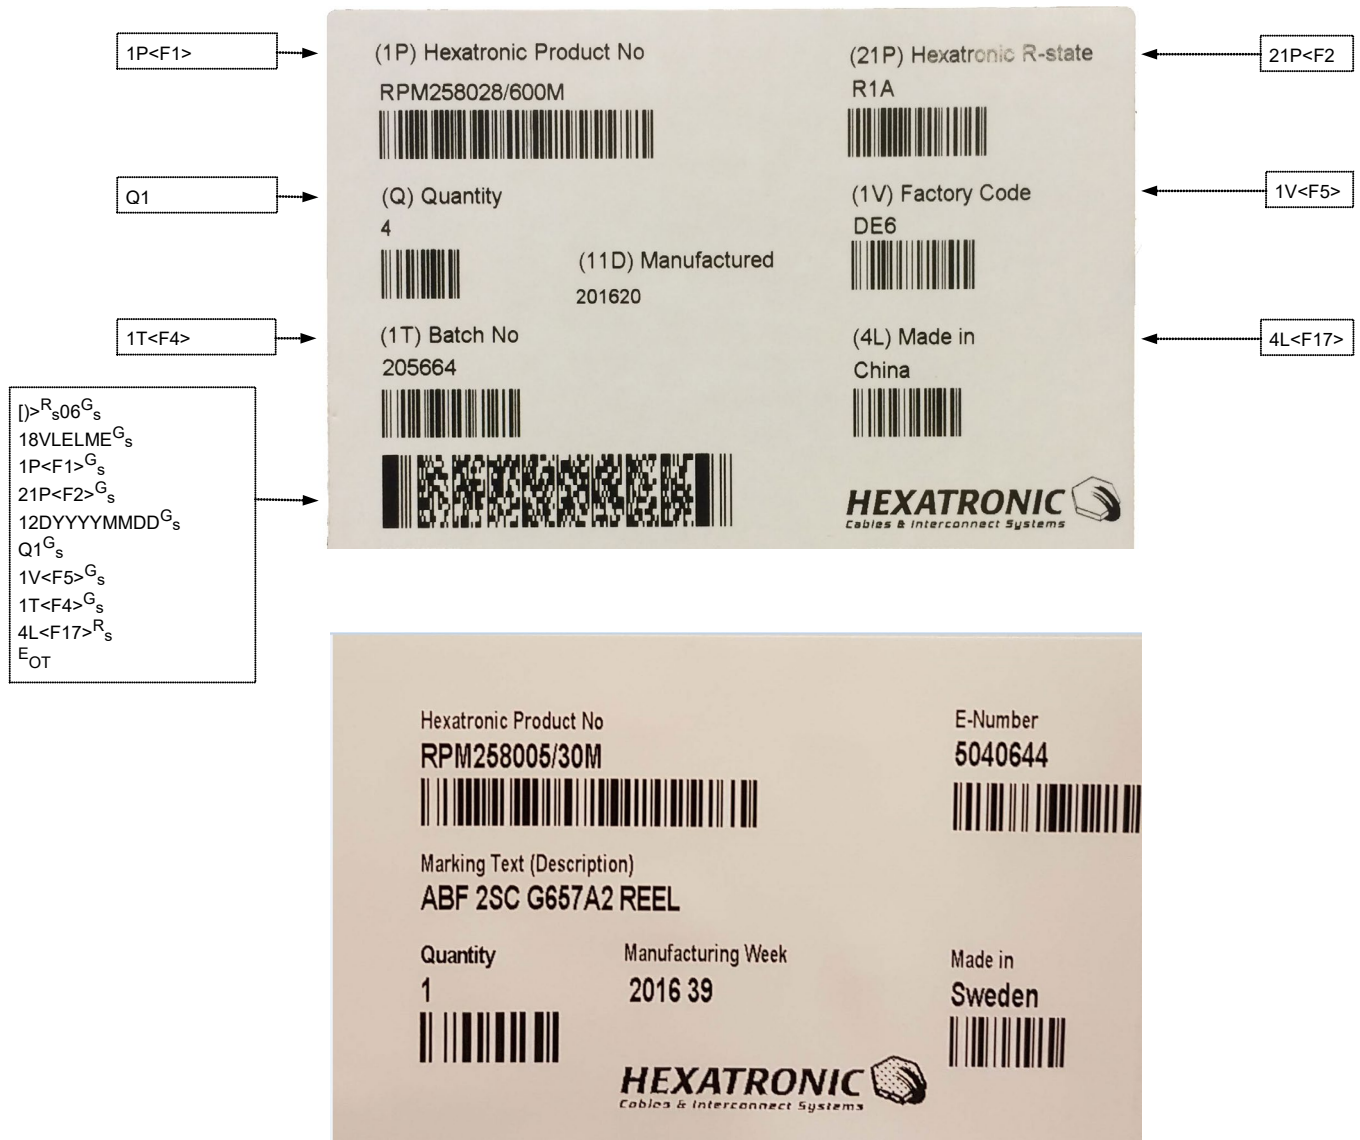 1P<F1>
(1P) Hexatronic Product No
(21P) Hexatronic R-state
21P<F2
RPM258028/600M
R1A
Q1
(Q) Quantity
(1V) Factory Code
1V<F5>
4
DE6
(11D) Manufactured
201620
1T<F4>
(1T) Batch No
(4L) Made in
4L<F17>
205664
China
[)>Rs06Gs
18VLELMEGs
1P<F1>Gs
21P<F2>Gs
12DYYYYMMDDGs
Q1Gs
1V<F5>Gs
1T<F4>Gs
4L<F17>Rs
EOT
HEXATRONIC
Cables & Interconnect Systems
Hexatronic Product No
E-Number
RPM258005/30M
5040644
Marking Text (Description)
ABF 2SC G657A2 REEL
Quantity
Manufacturing Week
Made in
1
2016 39
Sweden
HEXATRONIC
Cables & Interconnect Systems